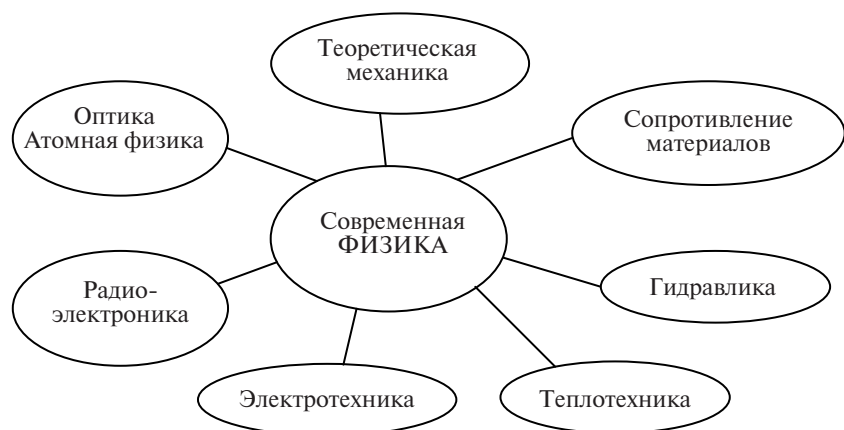 Теоретическая
механика
Оптика
Атомная физика
Сопротивление
материалов
Современная
ФИЗИКА
Радио-
электроника
Гидравлика
Электротехника
Теплотехника